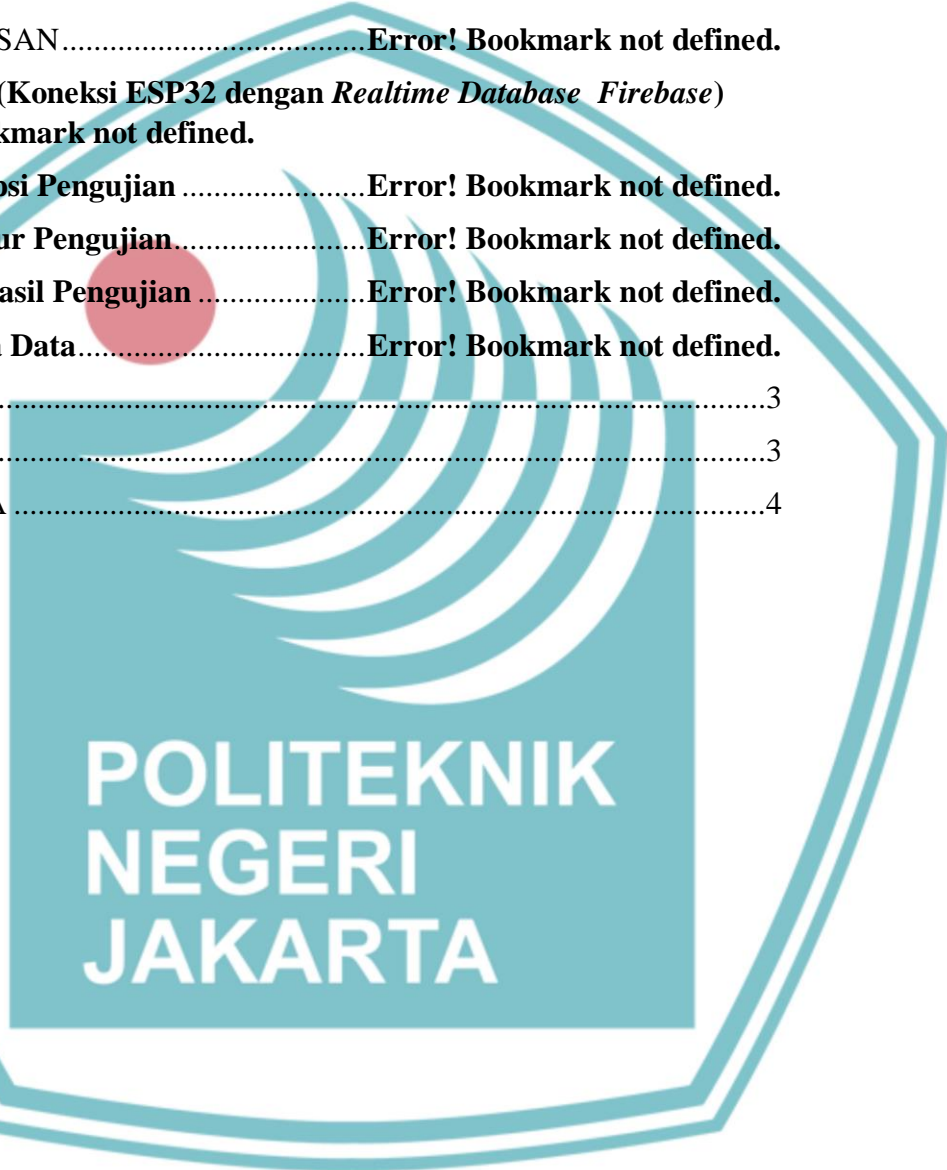 SAN....................................Error! Bookmark not defined.
(Koneksi ESP32 dengan Realtime Database Firebase)
kmark not defined.
psi Pengujian ......................Error! Bookmark not defined.
ur Pengujian.......................Error! Bookmark not defined.
asil Pengujian ....................Error! Bookmark not defined.
a Data..................................Error! Bookmark not defined.
...........................................................................................3
...........................................................................................3
A ..........................................................................................4
POLITEKNIK
NEGERI
JAKARTA